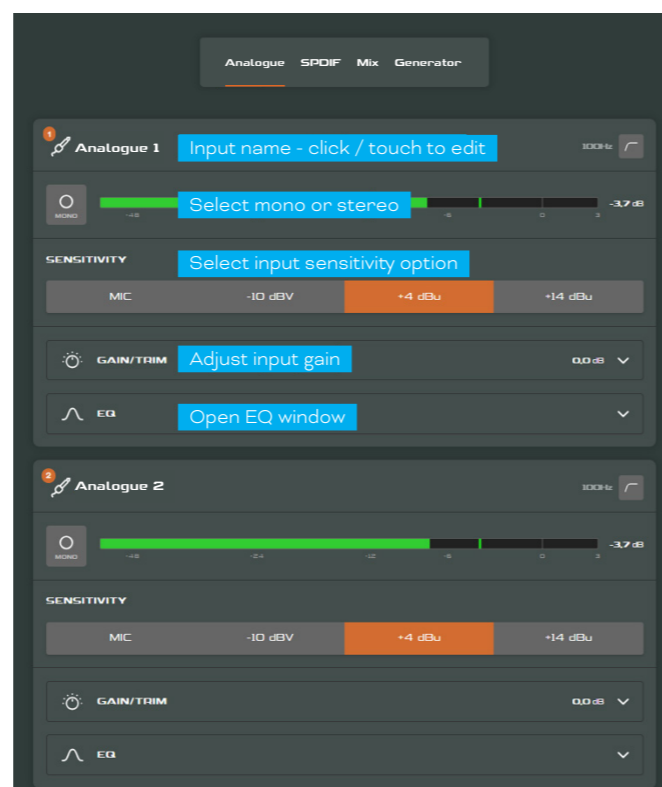 Analogue SPDIF Mix Generator
1
Analogue 1 Input name - click / touch to edit 100Hz
MONO Select mono or stereo -3,7 dB
-48 -6 0 3
SENSITIVITY Select input sensitivity option
MIC -10 dBV +4 dBu +14 dBu
GAIN/TRIM Adjust input gain 0,0 dB
EQ Open EQ window
2
Analogue 2 100Hz
MONO -3,7 dB
-48 -24 -12 -6 0 3
SENSITIVITY
MIC -10 dBV +4 dBu +14 dBu
GAIN/TRIM 0,0 dB
EQ